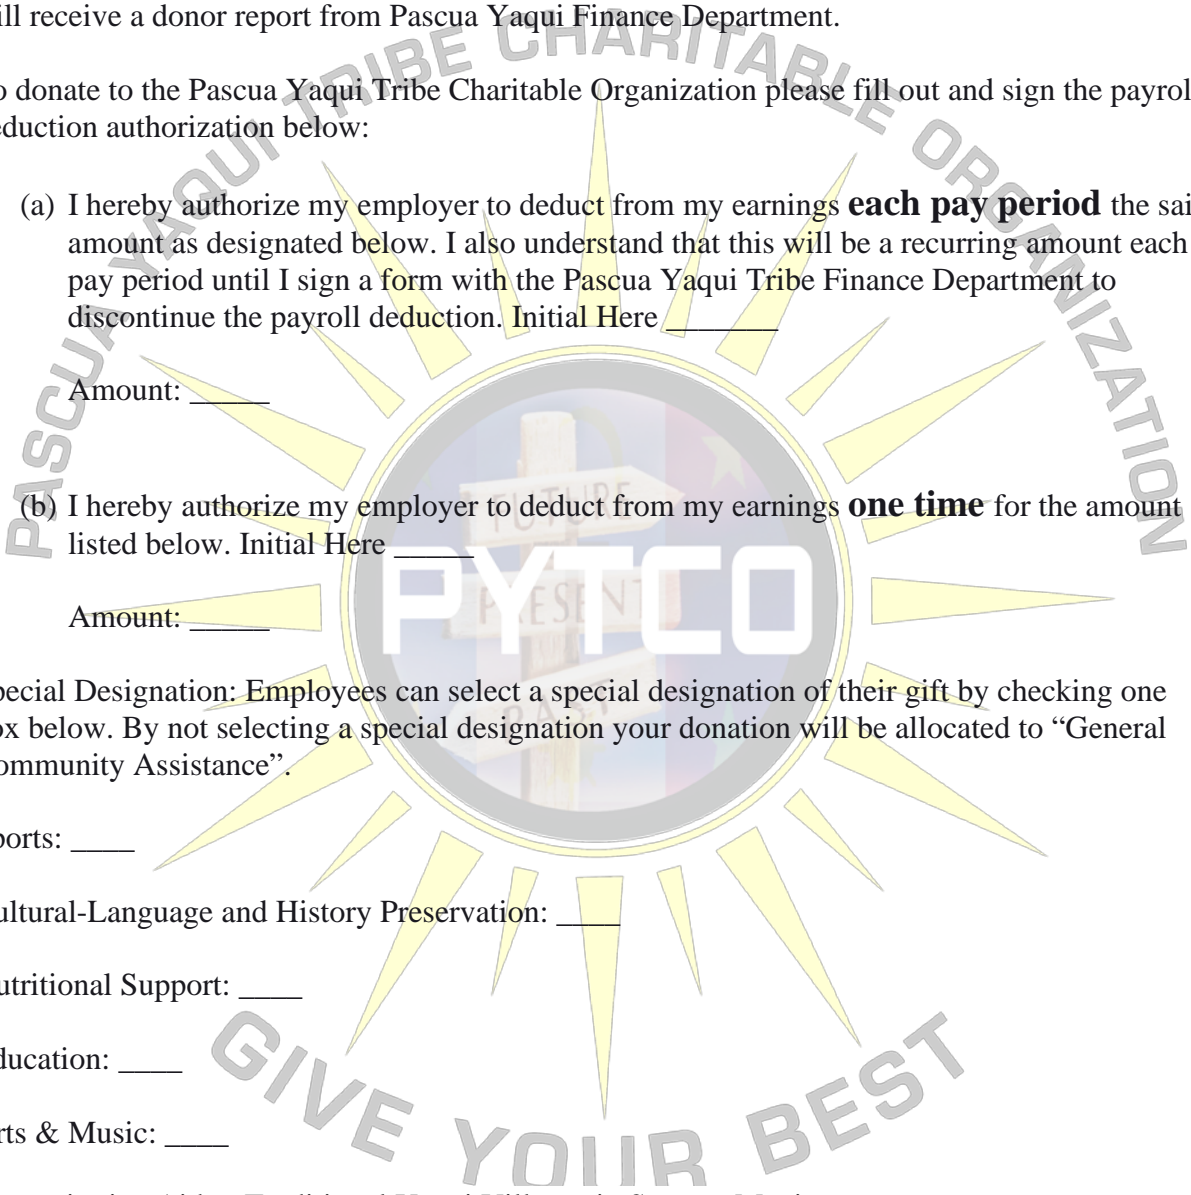 ill receive a donor report from Pascua Yaqui Finance Department.
o donate to the Pascua Yaqui Tribe Charitable Organization please fill out and sign the payrol
eduction authorization below:
(a) I hereby authorize my employer to deduct from my earnings each pay period the sai
amount as designated below. I also understand that this will be a recurring amount each
pay period until I sign a form with the Pascua Yaqui Tribe Finance Department to
discontinue the payroll deduction. Initial Here _______
Amount: _____
(b) I hereby authorize my employer to deduct from my earnings one time for the amount
listed below. Initial Here _____
Amount: _____
pecial Designation: Employees can select a special designation of their gift by checking one
ox below. By not selecting a special designation your donation will be allocated to “General
ommunity Assistance”.
ports: ____
ultural-Language and History Preservation: ____
utritional Support: ____
ducation: ____
rts & Music: ____
PASCUA YAQUI TRIBE CHARITABLE ORGANIZATION
FUTURE
PRESENT
PAST
PYTCO
GIVE YOUR BEST